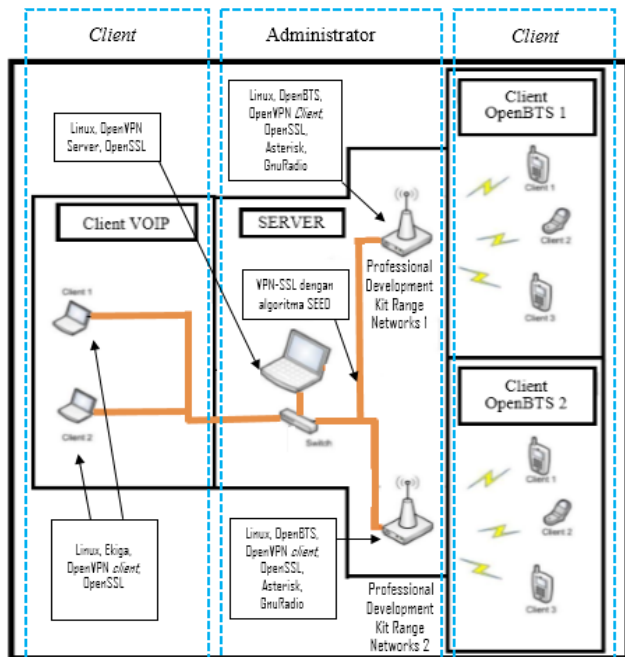 Client
Administrator
Client
Linux, OpenVPN
Server, OpenSSL
Linux, OpenBTS,
OpenVPN Client,
OpenSSL,
Asterisk,
GnuRadio
Client
OpenBTS 1
Client 1
Client 2
Client 3
Client VOIP
SERVER
Professional
Development
Kit Range
Networks 1
VPN-SSL dengan
algoritma SEED
Client 1
Client 2
Switch
Client
OpenBTS 2
Client 1
Client 2
Client 3
Linux, Ekiga,
OpenVPN client,
OpenSSL
Linux, OpenBTS,
OpenVPN client,
OpenSSL,
Asterisk,
GnuRadio
Professional
Development
Kit Range
Networks 2